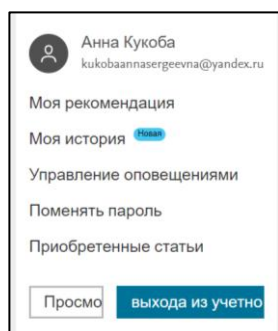 Анна Кукоба
kukobaannasergeevna@yandex.ru
Моя рекомендация
Моя история Новая
Управление оповещениями
Поменять пароль
Приобретенные статьи
Просмо выхода из учетно